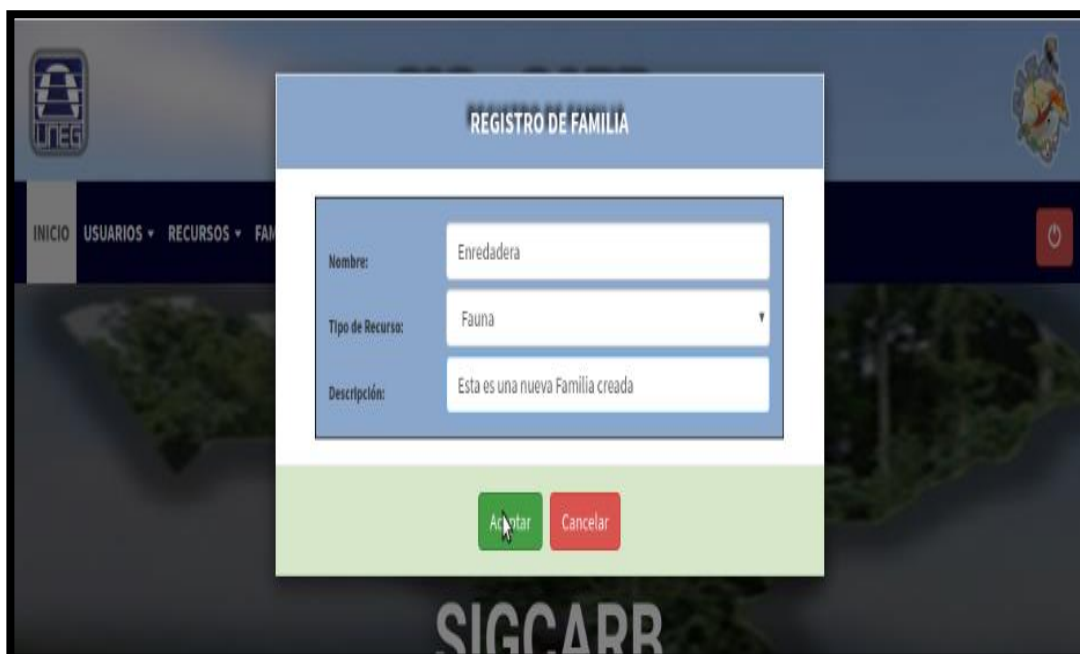 UNEG
REGISTRO DE FAMILIA
INICIO USUARIOS RECURSOS
Nombre: Enredadera
Tipo de Recurso: Fauna
Descripción: Esta es una nueva Familia creada
Aceptar Cancelar
SIGCARB